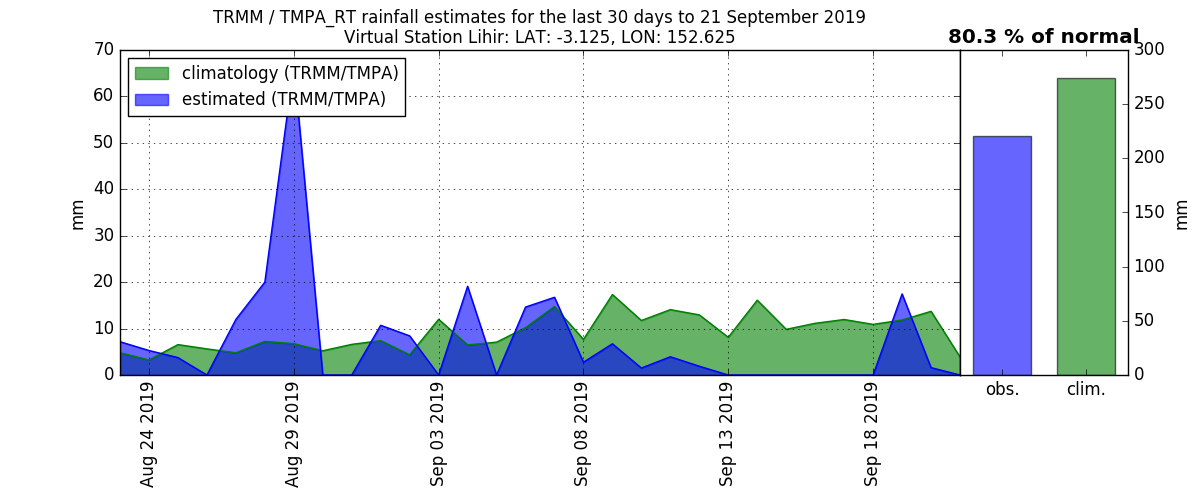 TRMM / TMPA_RT rainfall estimates for the last 30 days to 21 September 2019
Virtual Station Lihir: LAT: -3.125, LON: 152.625
80.3 % of normal
climatology (TRMM/TMPA)
estimated (TRMM/TMPA)
70
60
50
40
30
20
10
0
mm
Aug 24 2019
Aug 29 2019
Sep 03 2019
Sep 08 2019
Sep 13 2019
Sep 18 2019
300
250
200
150
100
50
0
mm
obs.
clim.